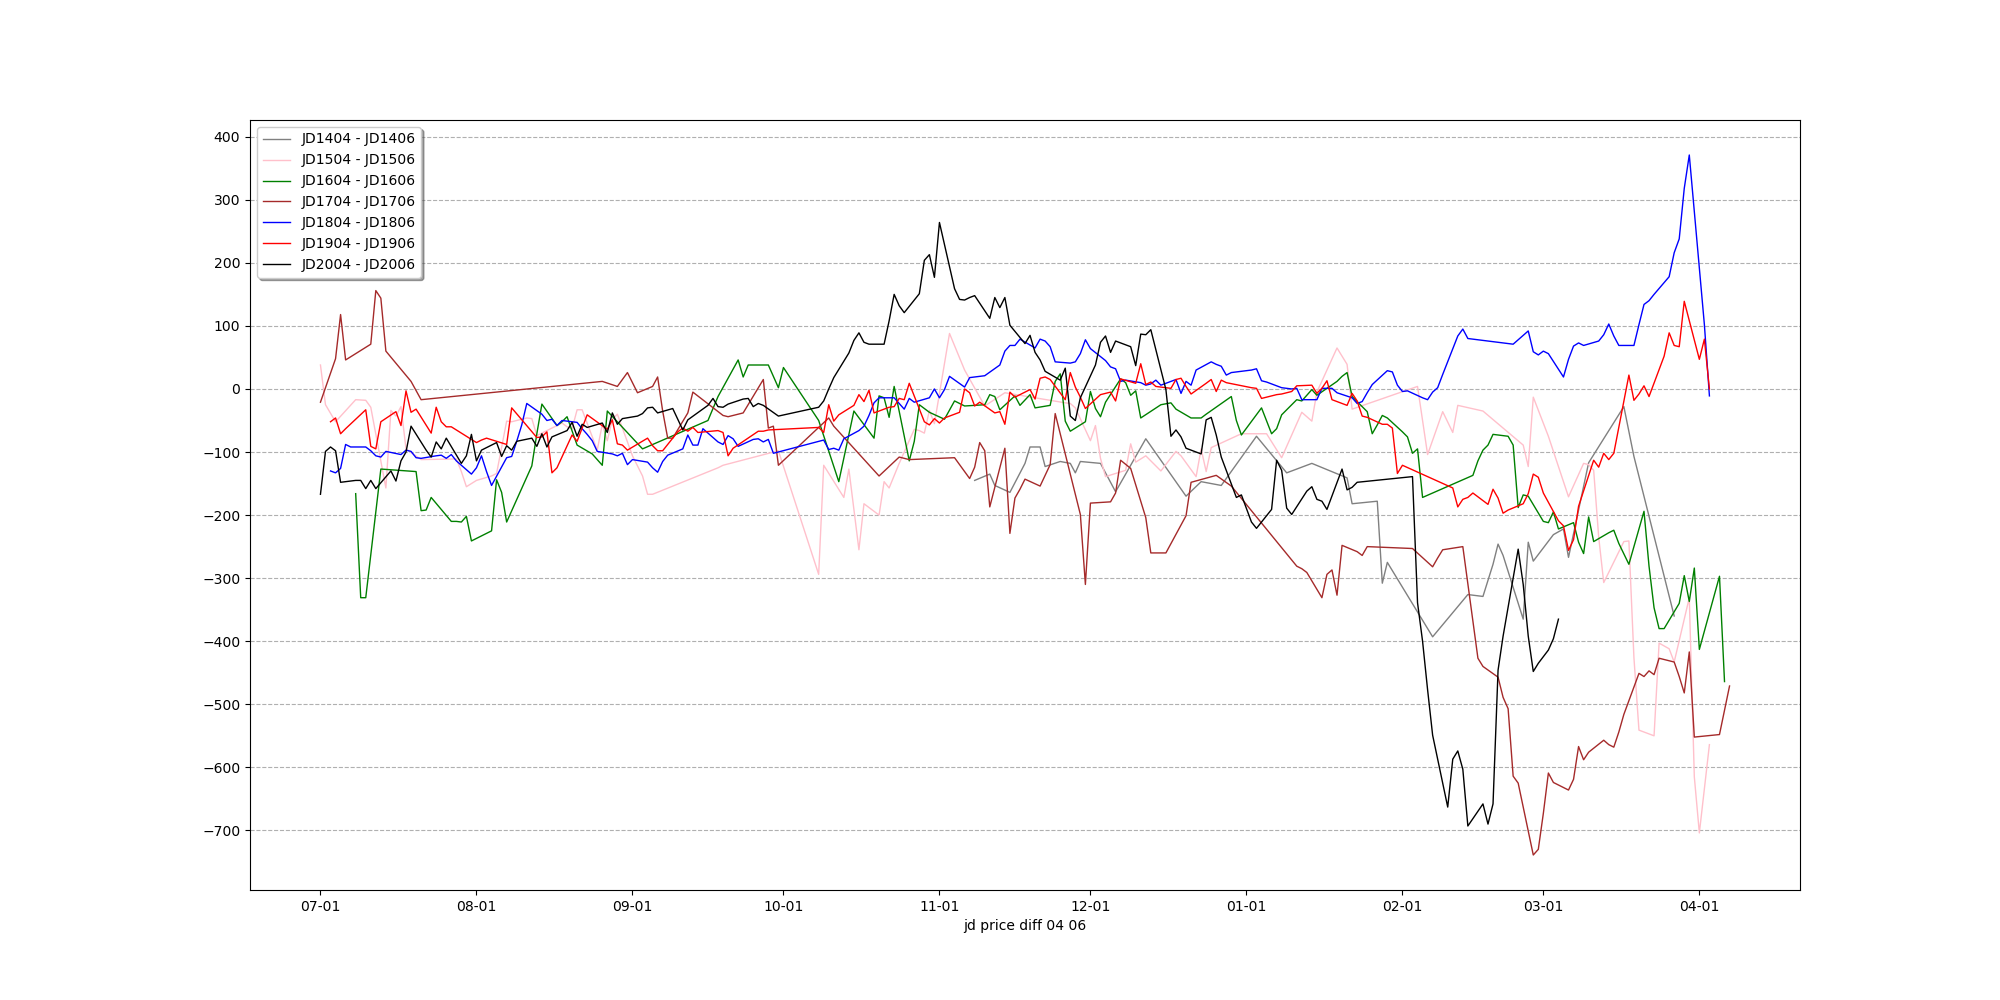 400
300
200
100
0
−100
−200
−300
−400
−500
−600
−700
JD1404 - JD1406
JD1504 - JD1506
JD1604 - JD1606
JD1704 - JD1706
JD1804 - JD1806
JD1904 - JD1906
JD2004 - JD2006
07-01 08-01 09-01 10-01 11-01 12-01 01-01 02-01 03-01 04-01
jd price diff 04 06